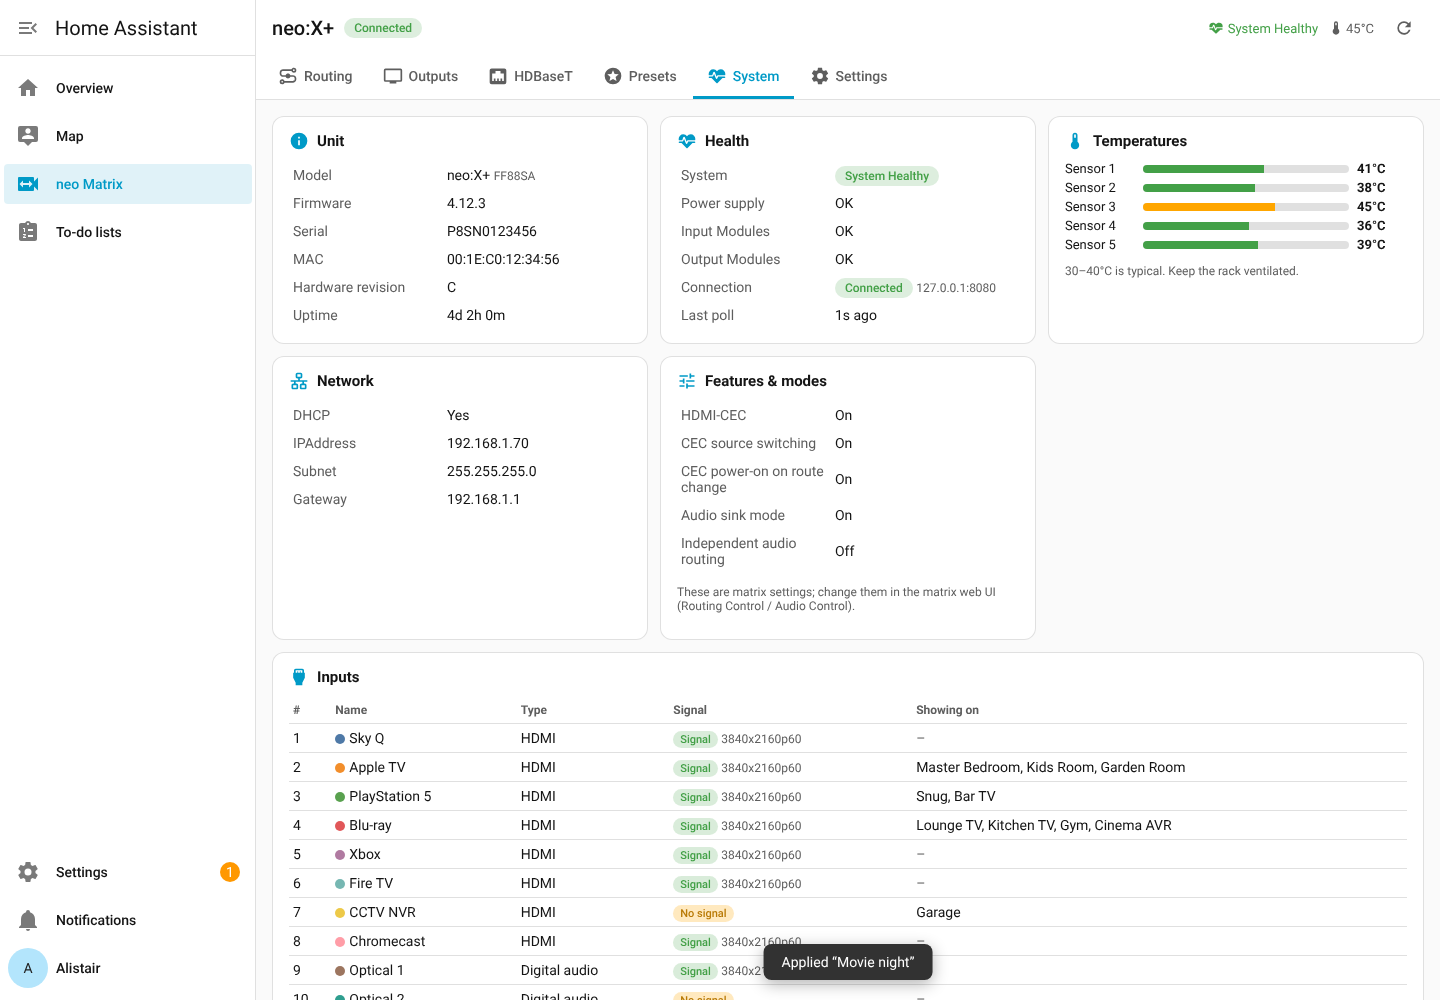 Home Assistant
Overview
Map
neo Matrix
To-do lists
Settings
1
Notifications
A
Alistair
neo:X+ Connected
System Healthy 45°C
Routing Outputs HDBaseT Presets System Settings
Unit
Model neo:X+ FF88SA
Firmware 4.12.3
Serial P8SN0123456
MAC 00:1E:C0:12:34:56
Hardware revision C
Uptime 4d 2h 0m
Health
System System Healthy
Power supply OK
Input Modules OK
Output Modules OK
Connection Connected 127.0.0.1:8080
Last poll 1s ago
Temperatures
Sensor 1 41°C
Sensor 2 38°C
Sensor 3 45°C
Sensor 4 36°C
Sensor 5 39°C
30–40°C is typical. Keep the rack ventilated.
Network
DHCP Yes
IPAddress 192.168.1.70
Subnet 255.255.255.0
Gateway 192.168.1.1
Features & modes
HDMI-CEC On
CEC source switching On
CEC power-on on route
change On
Audio sink mode On
Independent audio
routing Off
These are matrix settings; change them in the matrix web UI
(Routing Control / Audio Control).
Inputs
# Name Type Signal Showing on
1 Sky Q HDMI Signal 3840x2160p60 –
2 Apple TV HDMI Signal 3840x2160p60 Master Bedroom, Kids Room, Garden Room
3 PlayStation 5 HDMI Signal 3840x2160p60 Snug, Bar TV
4 Blu-ray HDMI Signal 3840x2160p60 Lounge TV, Kitchen TV, Gym, Cinema AVR
5 Xbox HDMI Signal 3840x2160p60 –
6 Fire TV HDMI Signal 3840x2160p60 –
7 CCTV NVR HDMI No signal Garage
8 Chromecast HDMI Signal 3840x2160p60 –
9 Optical 1 Digital audio Signal 3840x2
10 Optical 2 Digital audio No signal
Applied “Movie night”